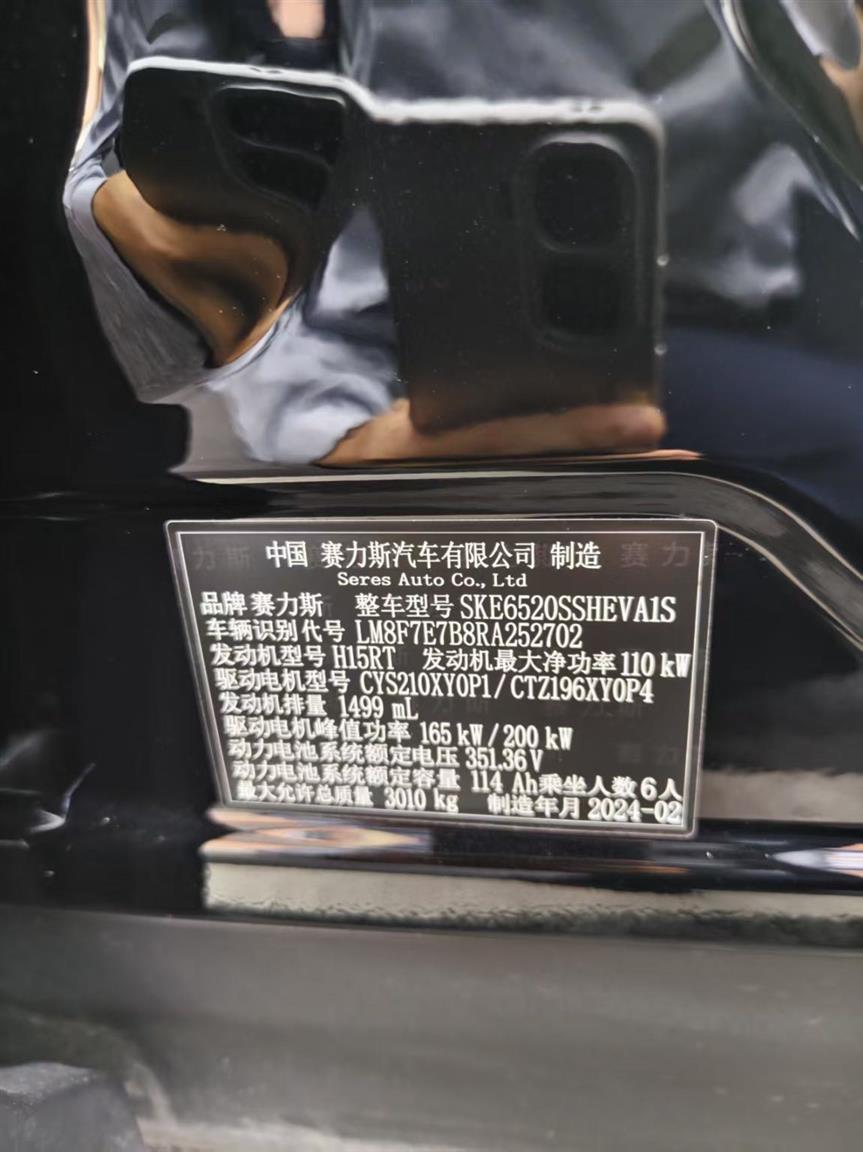 中国 赛力斯汽车有限公司 制造
Seres Auto Co., Ltd
品牌 赛力斯 整车型号 SKE6520SSHEVA1S
车辆识别代号 LM8F7E7B8RA252702
发动机型号 H15RT 发动机最大净功率 110 kW
驱动电机型号 CYS210XY0P1/CTZ196XY0P4
发动机排量 1499 mL
驱动电机峰值功率 165 kW/200 kW
动力电池系统额定电压 351.36 V
动力电池系统额定容量 114 Ah 乘坐人数 6人
最大允许总质量 3010 kg 制造年月 2024-02